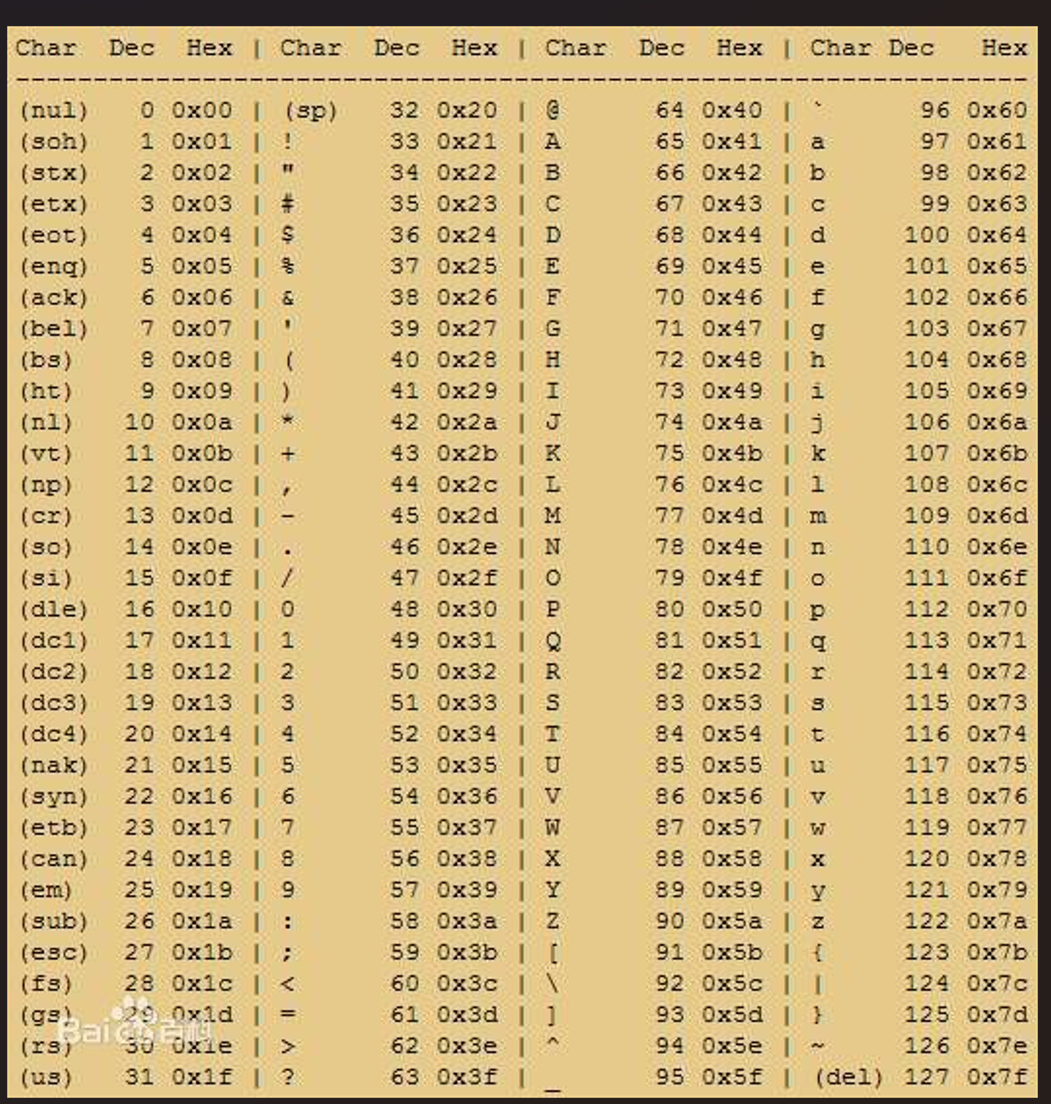 Char Dec Hex | Char Dec Hex | Char Dec Hex | Char Dec Hex
--------------------------------------------------------------------------------
(nul) 0 0x00 | (sp) 32 0x20 | @ 64 0x40 | ` 96 0x60
(soh) 1 0x01 | ! 33 0x21 | A 65 0x41 | a 97 0x61
(stx) 2 0x02 | " 34 0x22 | B 66 0x42 | b 98 0x62
(etx) 3 0x03 | # 35 0x23 | C 67 0x43 | c 99 0x63
(eot) 4 0x04 | $ 36 0x24 | D 68 0x44 | d 100 0x64
(enq) 5 0x05 | % 37 0x25 | E 69 0x45 | e 101 0x65
(ack) 6 0x06 | & 38 0x26 | F 70 0x46 | f 102 0x66
(bel) 7 0x07 | ' 39 0x27 | G 71 0x47 | g 103 0x67
(bs) 8 0x08 | ( 40 0x28 | H 72 0x48 | h 104 0x68
(ht) 9 0x09 | ) 41 0x29 | I 73 0x49 | i 105 0x69
(nl) 10 0x0a | * 42 0x2a | J 74 0x4a | j 106 0x6a
(vt) 11 0x0b | + 43 0x2b | K 75 0x4b | k 107 0x6b
(np) 12 0x0c | , 44 0x2c | L 76 0x4c | l 108 0x6c
(cr) 13 0x0d | - 45 0x2d | M 77 0x4d | m 109 0x6d
(so) 14 0x0e | . 46 0x2e | N 78 0x4e | n 110 0x6e
(si) 15 0x0f | / 47 0x2f | O 79 0x4f | o 111 0x6f
(dle) 16 0x10 | 0 48 0x30 | P 80 0x50 | p 112 0x70
(dc1) 17 0x11 | 1 49 0x31 | Q 81 0x51 | q 113 0x71
(dc2) 18 0x12 | 2 50 0x32 | R 82 0x52 | r 114 0x72
(dc3) 19 0x13 | 3 51 0x33 | S 83 0x53 | s 115 0x73
(dc4) 20 0x14 | 4 52 0x34 | T 84 0x54 | t 116 0x74
(nak) 21 0x15 | 5 53 0x35 | U 85 0x55 | u 117 0x75
(syn) 22 0x16 | 6 54 0x36 | V 86 0x56 | v 118 0x76
(etb) 23 0x17 | 7 55 0x37 | W 87 0x57 | w 119 0x77
(can) 24 0x18 | 8 56 0x38 | X 88 0x58 | x 120 0x78
(em) 25 0x19 | 9 57 0x39 | Y 89 0x59 | y 121 0x79
(sub) 26 0x1a | : 58 0x3a | Z 90 0x5a | z 122 0x7a
(esc) 27 0x1b | ; 59 0x3b | [ 91 0x5b | { 123 0x7b
(fs) 28 0x1c | < 60 0x3c | \ 92 0x5c | | 124 0x7c
(gs) 29 0x1d | = 61 0x3d | ] 93 0x5d | } 125 0x7d
Bai百科
(rs) 30 0x1e | > 62 0x3e | ^ 94 0x5e | ~ 126 0x7e
(us) 31 0x1f | ? 63 0x3f | _ 95 0x5f | (del) 127 0x7f